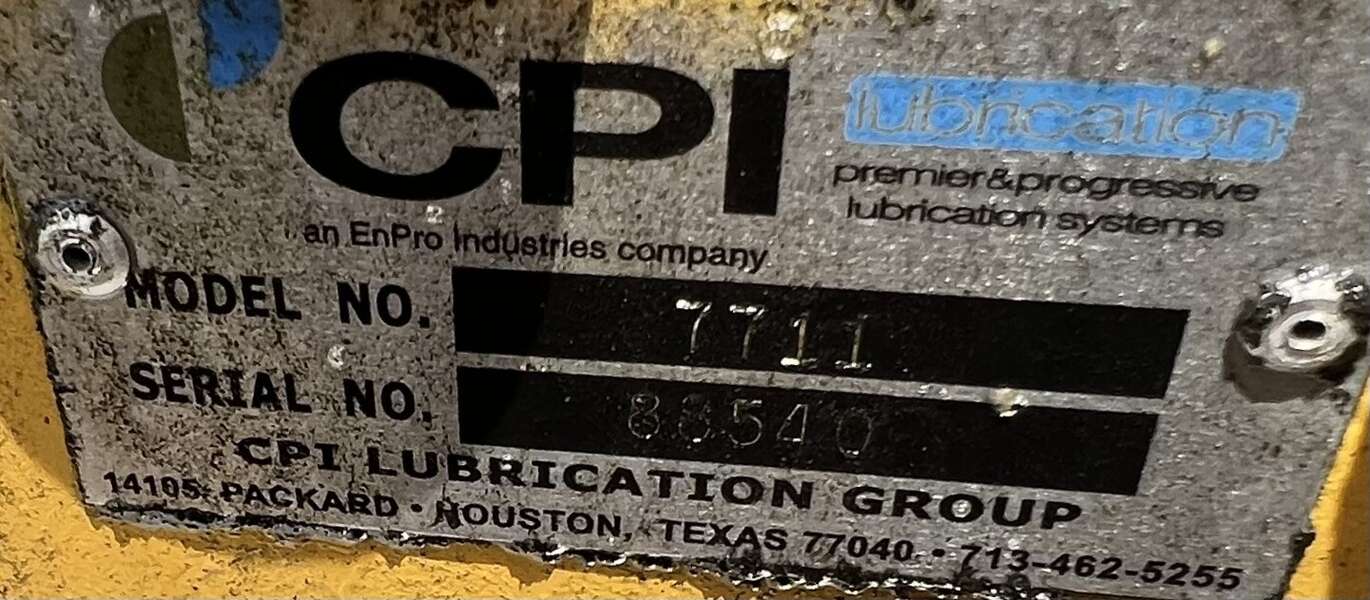 CPI lubrication
premier&progressive
lubrication systems
an EnPro Industries company
MODEL NO. 7711
SERIAL NO. 88540
CPI LUBRICATION GROUP
14105 PACKARD • HOUSTON, TEXAS 77040 • 713-462-5255